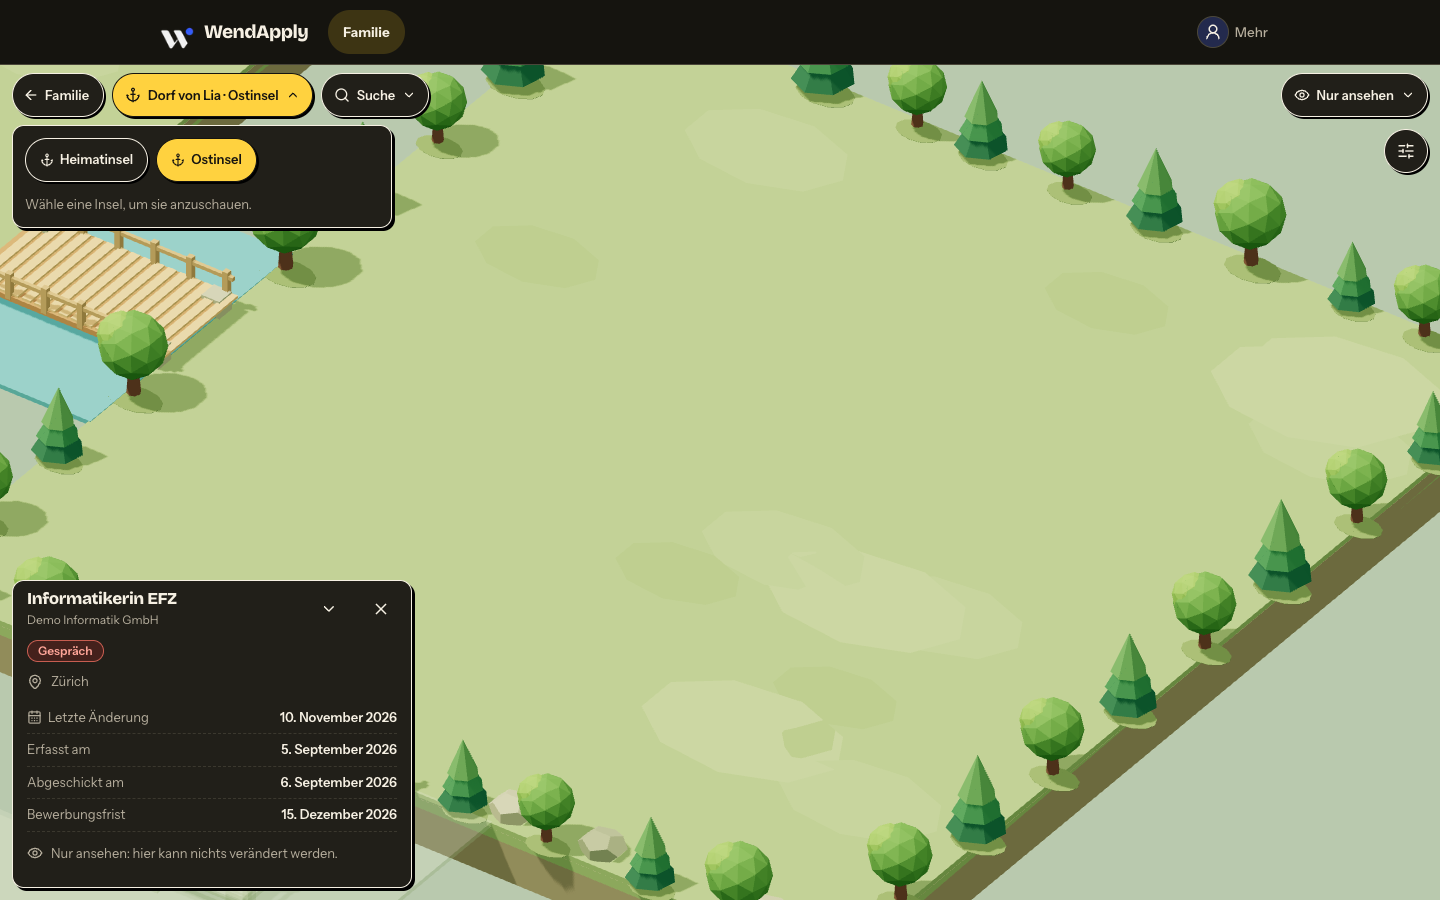 WendApply
Familie
Mehr
Familie
Dorf von Lia · Ostinsel
Suche
Nur ansehen
Heimatinsel
Ostinsel
Wähle eine Insel, um sie anzuschauen.
Informatikerin EFZ
Demo Informatik GmbH
Gespräch
Zürich
Letzte Änderung 10. November 2026
Erfasst am 5. September 2026
Abgeschickt am 6. September 2026
Bewerbungsfrist 15. Dezember 2026
Nur ansehen: hier kann nichts verändert werden.